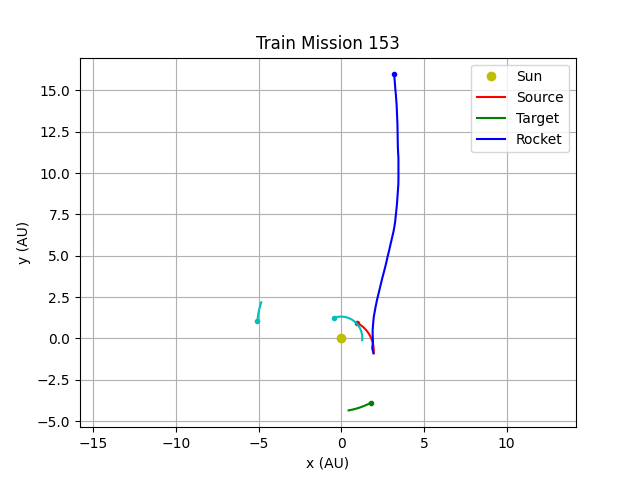 Train Mission 153
Sun
Source
Target
Rocket
15.0
12.5
10.0
7.5
5.0
2.5
0.0
−2.5
−5.0
y (AU)
−15 −10 −5 0 5 10
x (AU)